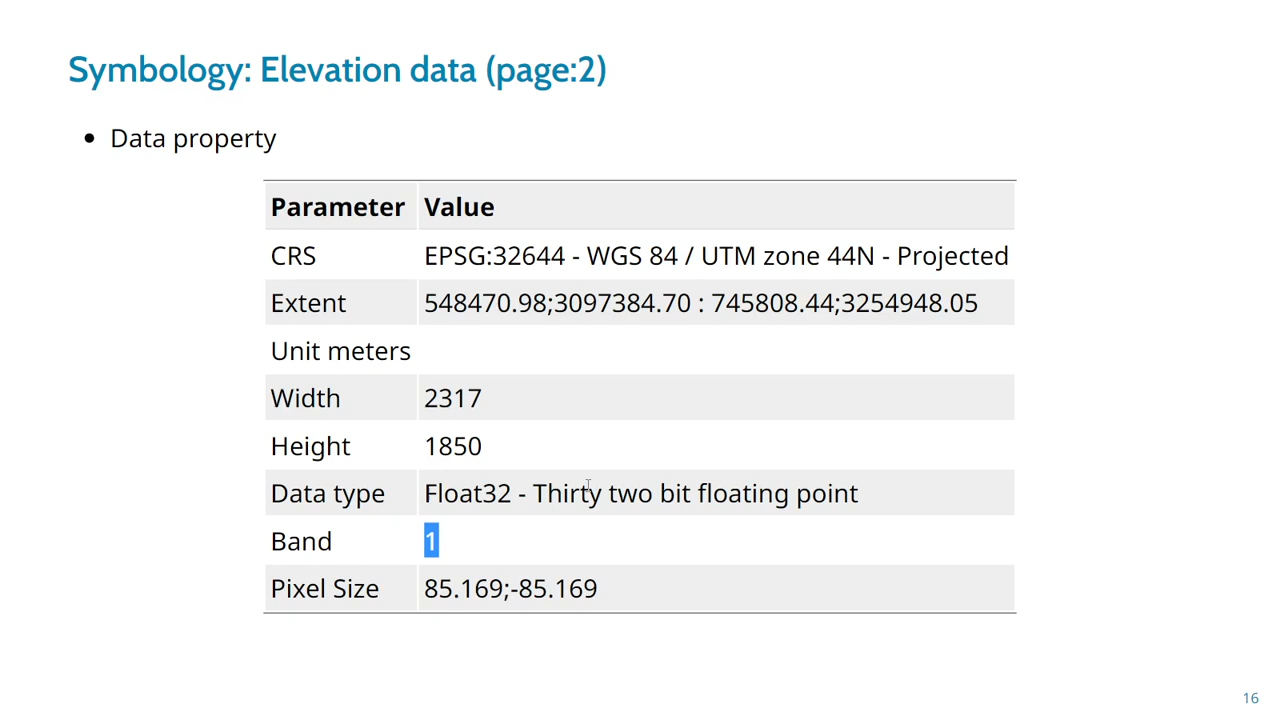 Symbology: Elevation data (page:2)
• Data property
Parameter Value
CRS EPSG:32644 - WGS 84 / UTM zone 44N - Projected
Extent 548470.98;3097384.70 : 745808.44;3254948.05
Unit meters
Width 2317
Height 1850
Data type Float32 - Thirty two bit floating point
Band 1
Pixel Size 85.169;-85.169
16